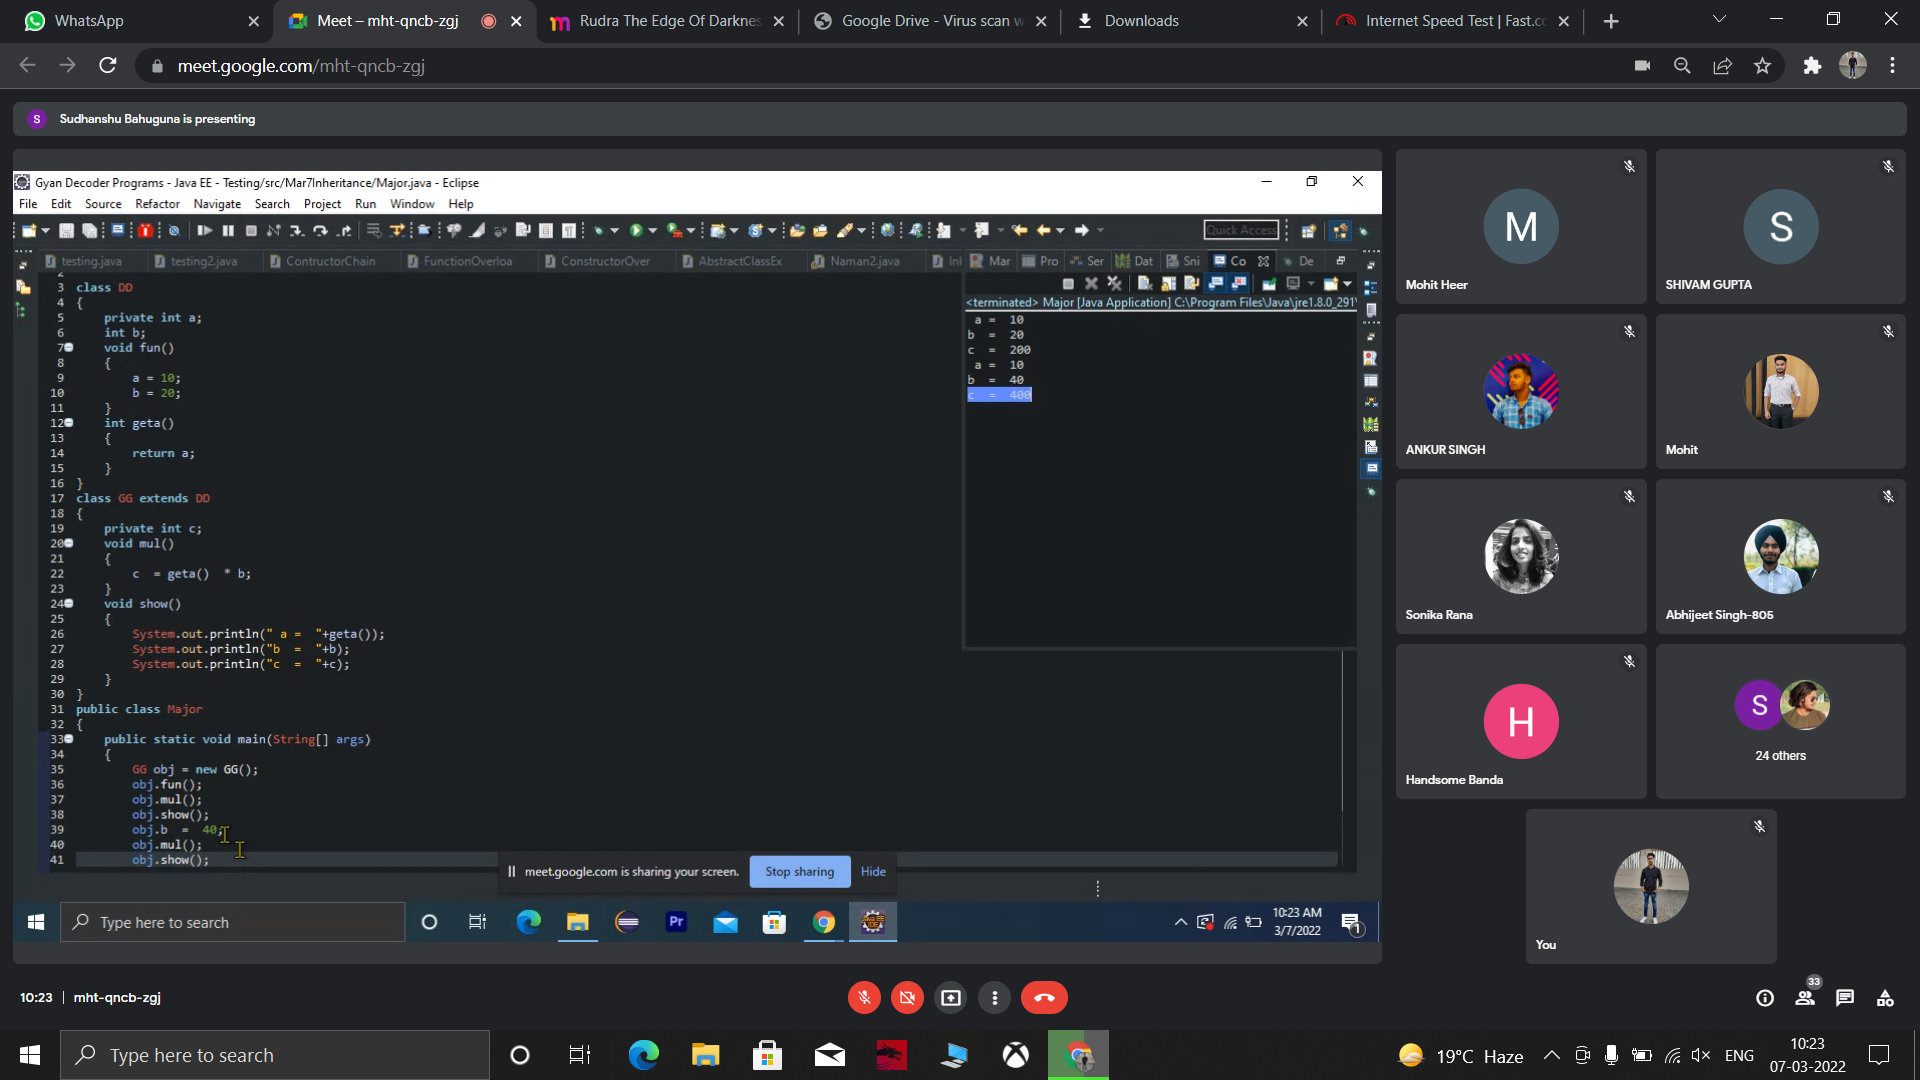 WhatsApp
Meet – mht-qncb-zgj
Rudra The Edge Of Darknes
Google Drive - Virus scan w
Downloads
Internet Speed Test | Fast.co
meet.google.com/mht-qncb-zgj
S
Sudhanshu Bahuguna is presenting
Gyan Decoder Programs - Java EE - Testing/src/Mar7Inheritance/Major.java - Eclipse
File Edit Source Refactor Navigate Search Project Run Window Help
Quick Access
testing.java
testing2.java
ContructorChain
FunctionOverloa
ConstructorOver
AbstractClassEx
Naman2.java
Inl
Mar
Pro
Ser
Dat
Sni
Co
De
<terminated> Major [Java Application] C:\Program Files\Java\jre1.8.0_291\
a = 10
b = 20
c = 200
a = 10
b = 40
c = 400
2
3 class DD
4 {
5 private int a;
6 int b;
7 void fun()
8 {
9 a = 10;
10 b = 20;
11 }
12 int geta()
13 {
14 return a;
15 }
16 }
17 class GG extends DD
18 {
19 private int c;
20 void mul()
21 {
22 c = geta() * b;
23 }
24 void show()
25 {
26 System.out.println(" a = "+geta());
27 System.out.println("b = "+b);
28 System.out.println("c = "+c);
29 }
30 }
31 public class Major
32 {
33 public static void main(String[] args)
34 {
35 GG obj = new GG();
36 obj.fun();
37 obj.mul();
38 obj.show();
39 obj.b = 40;
40 obj.mul();
41 obj.show();
meet.google.com is sharing your screen.
Stop sharing
Hide
Type here to search
Pr
10:23 AM
3/7/2022
1
M
Mohit Heer
S
SHIVAM GUPTA
ANKUR SINGH
Mohit
Sonika Rana
Abhijeet Singh-805
H
Handsome Banda
S
24 others
You
10:23 | mht-qncb-zgj
33
Type here to search
19°C Haze
ENG
10:23
07-03-2022